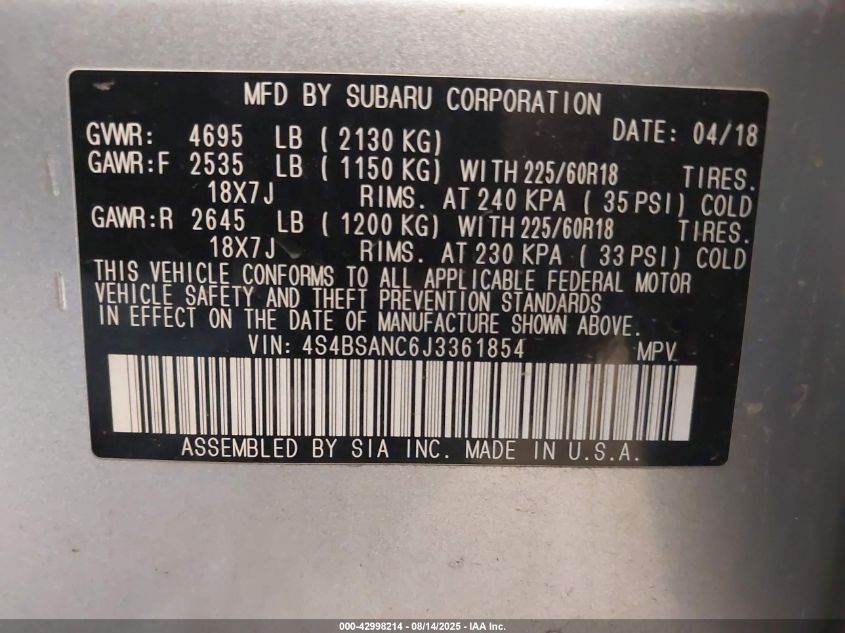 MFD BY SUBARU CORPORATION
GVWR: 4695 LB ( 2130 KG) DATE: 04/18
GAWR:F 2535 LB ( 1150 KG) WITH 225/60R18 TIRES.
18X7J RIMS. AT 240 KPA ( 35 PSI) COLD
GAWR:R 2645 LB ( 1200 KG) WITH 225/60R18 TIRES.
18X7J RIMS. AT 230 KPA ( 33 PSI) COLD
THIS VEHICLE CONFORMS TO ALL APPLICABLE FEDERAL MOTOR
VEHICLE SAFETY AND THEFT PREVENTION STANDARDS
IN EFFECT ON THE DATE OF MANUFACTURE SHOWN ABOVE.
VIN: 4S4BSANC6J3361854 MPV
ASSEMBLED BY SIA INC. MADE IN U.S.A.
000-42998214 - 08/14/2025 - IAA Inc.